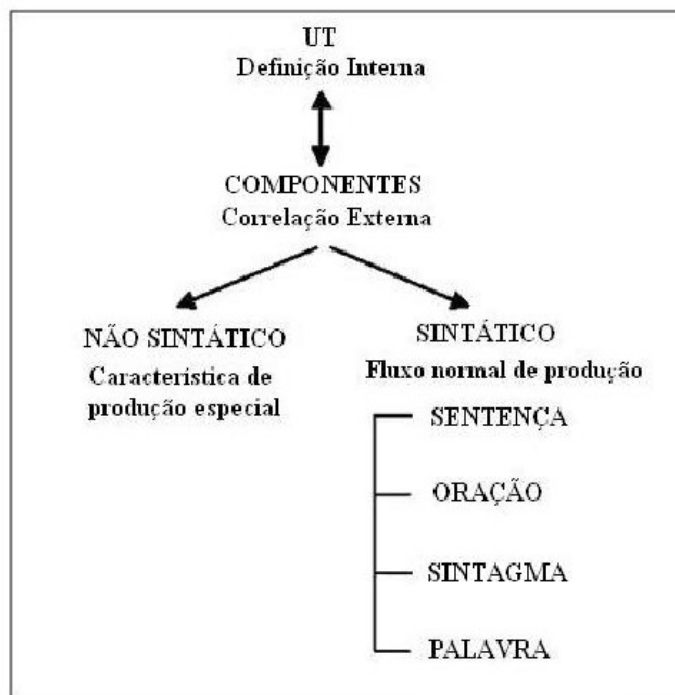 UT
Definição Interna
COMPONENTES
Correlação Externa
NÃO SINTÁTICO
Característica de
produção especial
SINTÁTICO
Fluxo normal de produção
SENTENÇA
ORAÇÃO
SINTAGMA
PALAVRA